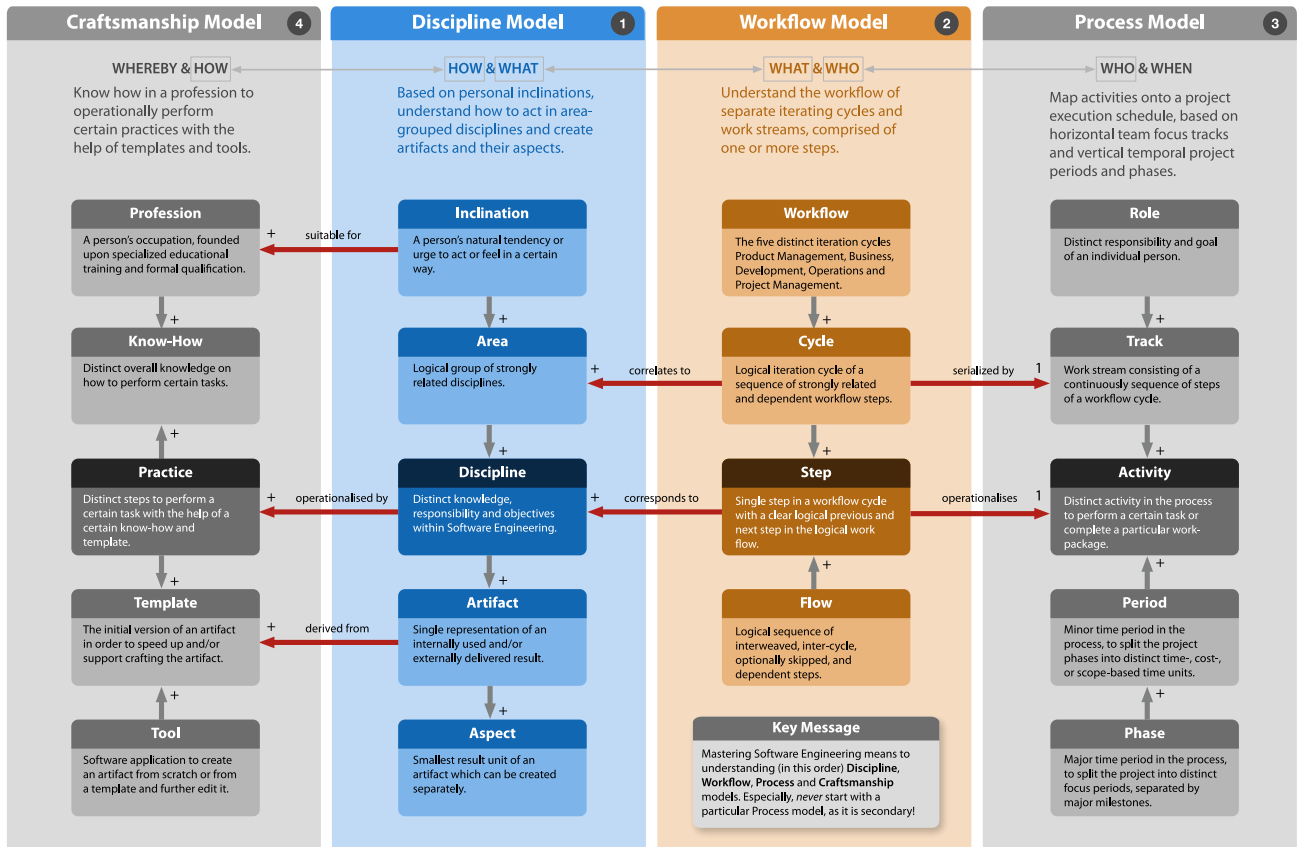 Craftsmanship Model 4
WHEREBY & HOW
Know how in a profession to
operationally perform
certain practices with the
help of templates and tools.
Profession
A person's occupation, founded
upon specialized educational
training and formal qualification.
+
Know-How
Distinct overall knowledge on
how to perform certain tasks.
+
Practice
Distinct steps to perform a
certain task with the help of a
certain know-how and
template.
+
Template
The initial version of an artifact
in order to speed up and/or
support crafting the artifact.
+
Tool
Software application to create
an artifact from scratch or from
a template and further edit it.
+ suitable for
+ operationalised by
+ derived from
Discipline Model 1
HOW & WHAT
Based on personal inclinations,
understand how to act in area-
grouped disciplines and create
artifacts and their aspects.
Inclination
A person's natural tendency or
urge to act or feel in a certain
way.
+
Area
Logical group of strongly
related disciplines.
+
Discipline
Distinct knowledge,
responsibility and objectives
within Software Engineering.
+
Artifact
Single representation of an
internally used and/or
externally delivered result.
+
Aspect
Smallest result unit of an
artifact which can be created
separately.
+ correlates to
+ corresponds to
Workflow Model 2
WHAT & WHO
Understand the workflow of
separate iterating cycles and
work streams, comprised of
one or more steps.
Workflow
The five distinct iteration cycles
Product Management, Business,
Development, Operations and
Project Management.
+
Cycle
Logical iteration cycle of a
sequence of strongly related
and dependent workflow steps.
+
Step
Single step in a workflow cycle
with a clear logical previous and
next step in the logical work
flow.
+
Flow
Logical sequence of
interweaved, inter-cycle,
optionally skipped, and
dependent steps.
Key Message
Mastering Software Engineering means to
understanding (in this order) Discipline,
Workflow, Process and Craftsmanship
models. Especially, never start with a
particular Process model, as it is secondary!
serialized by 1
operationalises 1
Process Model 3
WHO & WHEN
Map activities onto a project
execution schedule, based on
horizontal team focus tracks
and vertical temporal project
periods and phases.
Role
Distinct responsibility and goal
of an individual person.
+
Track
Work stream consisting of a
continuously sequence of steps
of a workflow cycle.
+
Activity
Distinct activity in the process
to perform a certain task or
complete a particular work-
package.
+
Period
Minor time period in the
process, to split the project
phases into distinct time-, cost-,
or scope-based time units.
+
Phase
Major time period in the process,
to split the project into distinct
focus periods, separated by
major milestones.